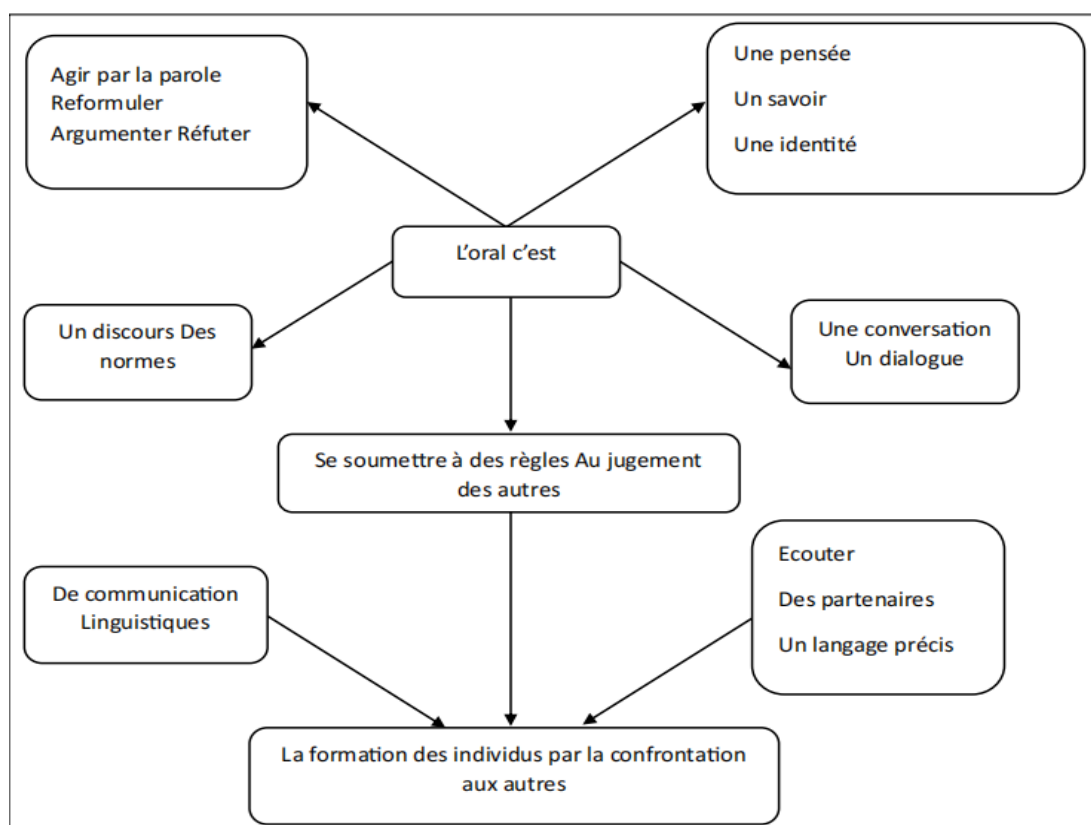 Agir par la parole
Reformuler
Argumenter Réfuter
Une pensée
Un savoir
Une identité
L'oral c'est
Un discours Des
normes
Une conversation
Un dialogue
Se soumettre à des règles Au jugement
des autres
De communication
Linguistiques
Ecouter
Des partenaires
Un langage précis
La formation des individus par la confrontation
aux autres